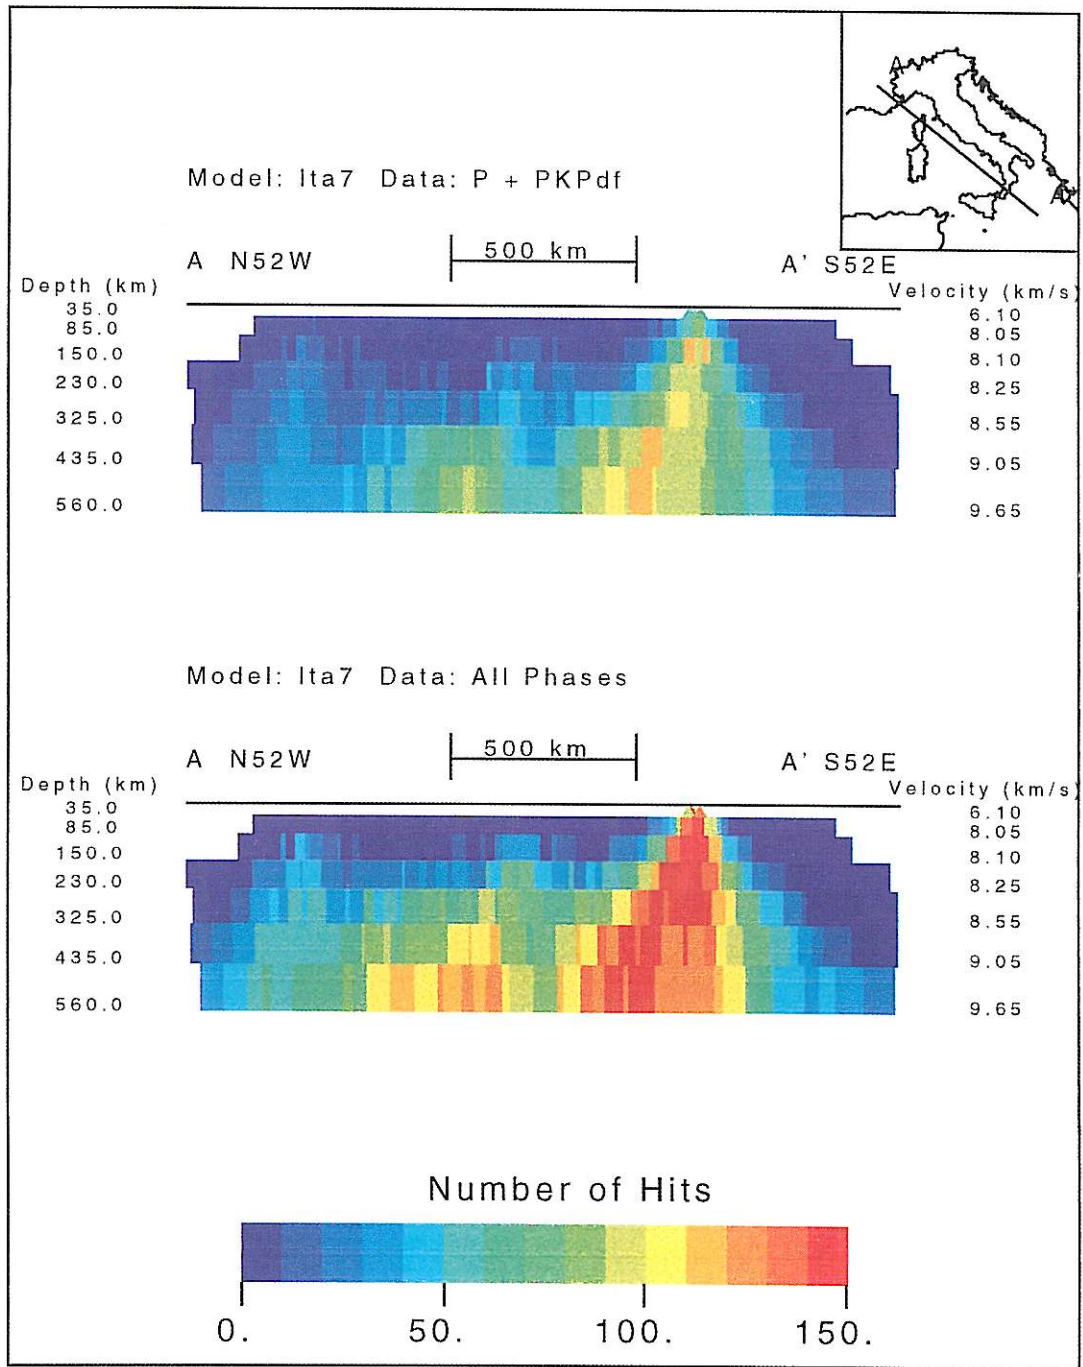 A
A'
Model: Ita7 Data: P + PKPdf
500 km
A N52W
A' S52E
Depth (km)
Velocity (km/s)
35.0
6.10
85.0
8.05
150.0
8.10
230.0
8.25
325.0
8.55
435.0
9.05
560.0
9.65
Model: Ita7 Data: All Phases
500 km
A N52W
A' S52E
Depth (km)
Velocity (km/s)
35.0
6.10
85.0
8.05
150.0
8.10
230.0
8.25
325.0
8.55
435.0
9.05
560.0
9.65
Number of Hits
0. 50. 100. 150.